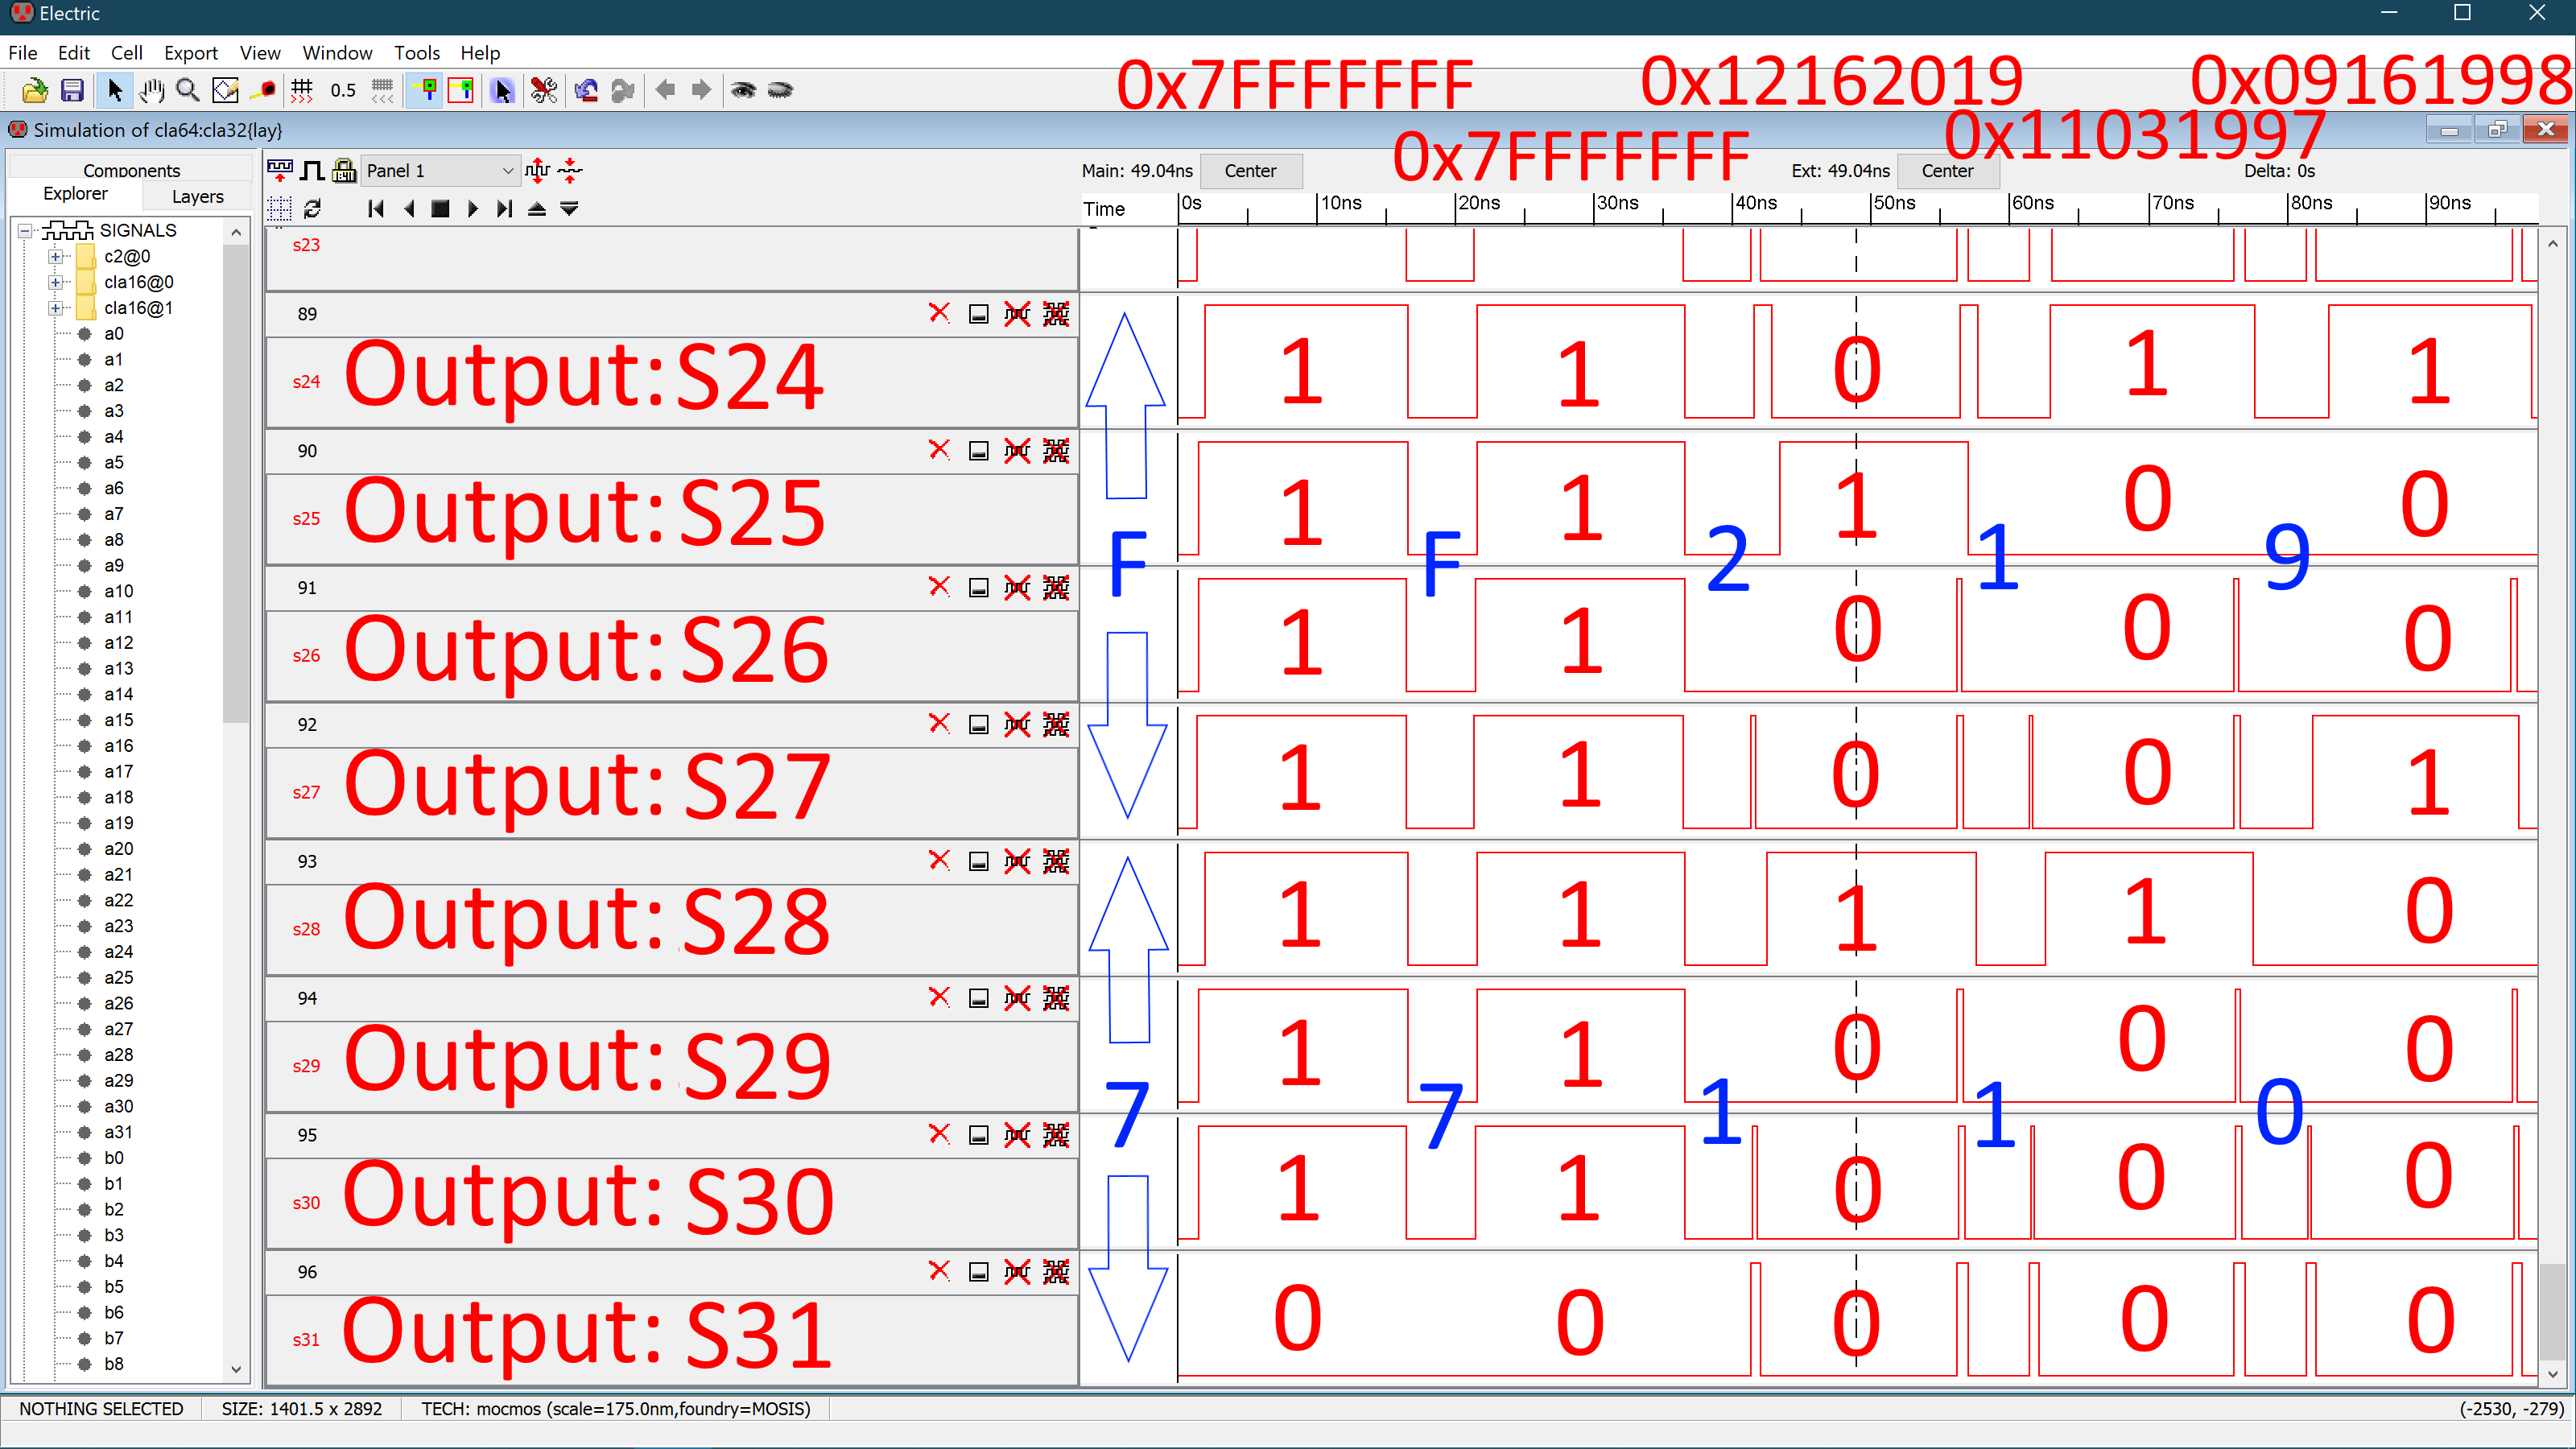 Electric
File Edit Cell Export View Window Tools Help
0.5
0x7FFFFFFF 0x12162019 0x09161998
0x7FFFFFFF 0x11031997
Simulation of cla64:cla32{lay}
Components
Explorer Layers
Panel 1
Main: 49.04ns Center Ext: 49.04ns Center Delta: 0s
Time 0s 10ns 20ns 30ns 40ns 50ns 60ns 70ns 80ns 90ns
SIGNALS
c2@0
cla16@0
cla16@1
a0
a1
a2
a3
a4
a5
a6
a7
a8
a9
a10
a11
a12
a13
a14
a15
a16
a17
a18
a19
a20
a21
a22
a23
a24
a25
a26
a27
a28
a29
a30
a31
b0
b1
b2
b3
b4
b5
b6
b7
b8
s23
89
s24 Output: S24 1 1 0 1 1
90
s25 Output: S25 1 1 1 0 0
F F 2 1 9
91
s26 Output: S26 1 1 0 0 0
92
s27 Output: S27 1 1 0 0 1
93
s28 Output: S28 1 1 1 1 0
94
s29 Output: S29 1 1 0 0 0
7 7 1 1 0
95
s30 Output: S30 1 1 0 0 0
96
s31 Output: S31 0 0 0 0 0
NOTHING SELECTED SIZE: 1401.5 x 2892 TECH: mocmos (scale=175.0nm,foundry=MOSIS) (-2530, -279)